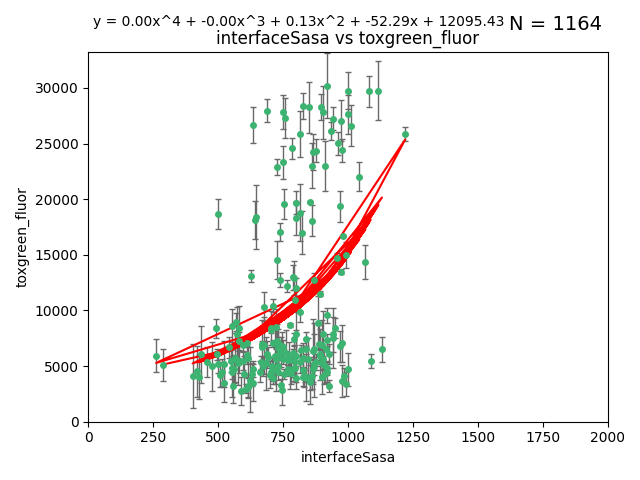 y = 0.00x^4 + -0.00x^3 + 0.13x^2 + -52.29x + 12095.43 N = 1164
interfaceSasa vs toxgreen_fluor
30000
25000
20000
15000
10000
5000
0
toxgreen_fluor
0 250 500 750 1000 1250 1500 1750 2000
interfaceSasa